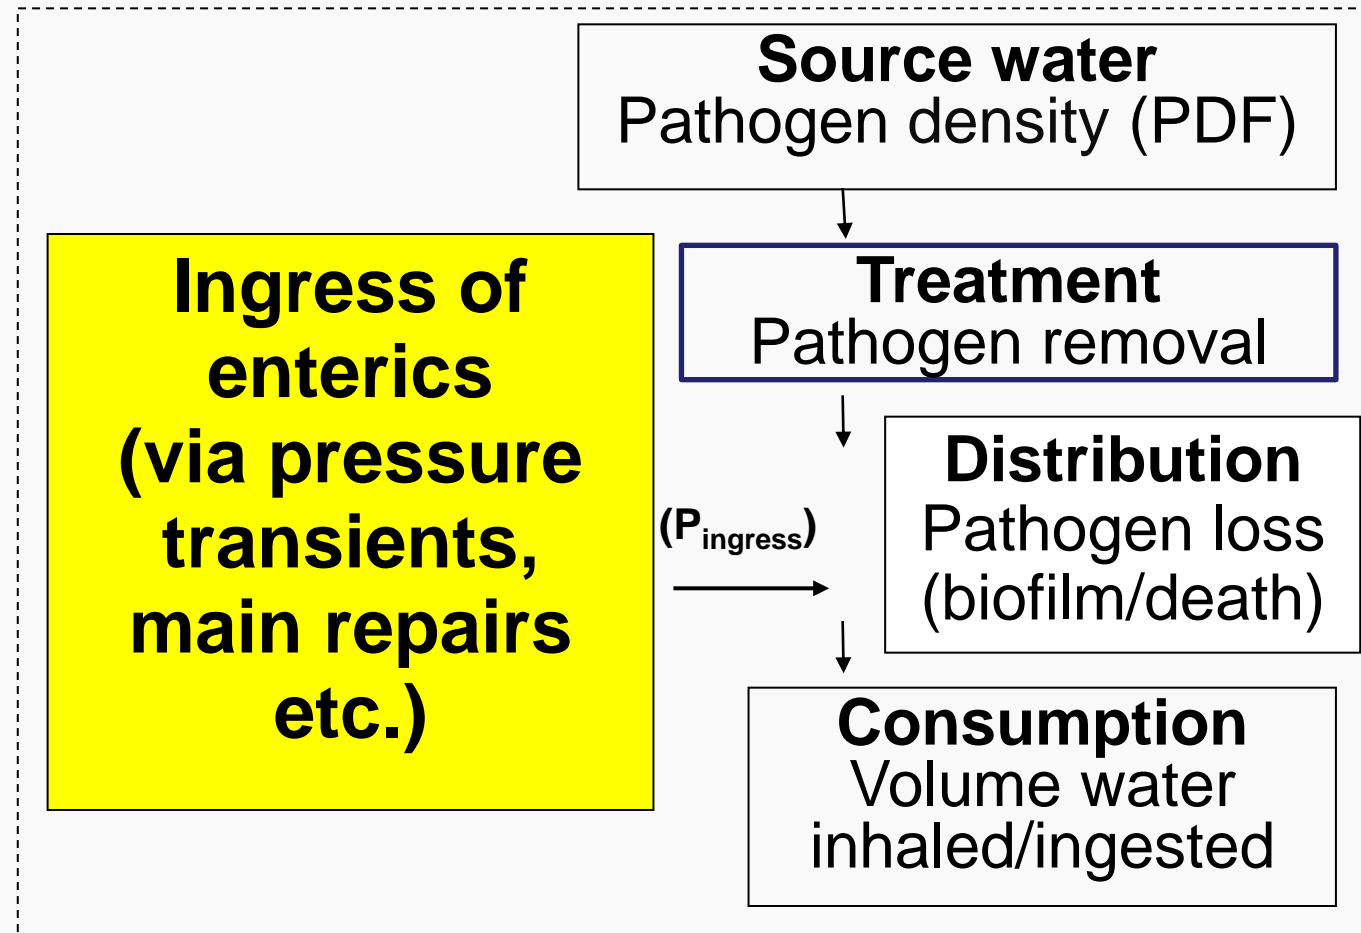 Source water
Pathogen density (PDF)
Treatment
Pathogen removal
Ingress of
enterics
(via pressure
transients,
main repairs
etc.)
(Pingress)
Distribution
Pathogen loss
(biofilm/death)
Consumption
Volume water
inhaled/ingested